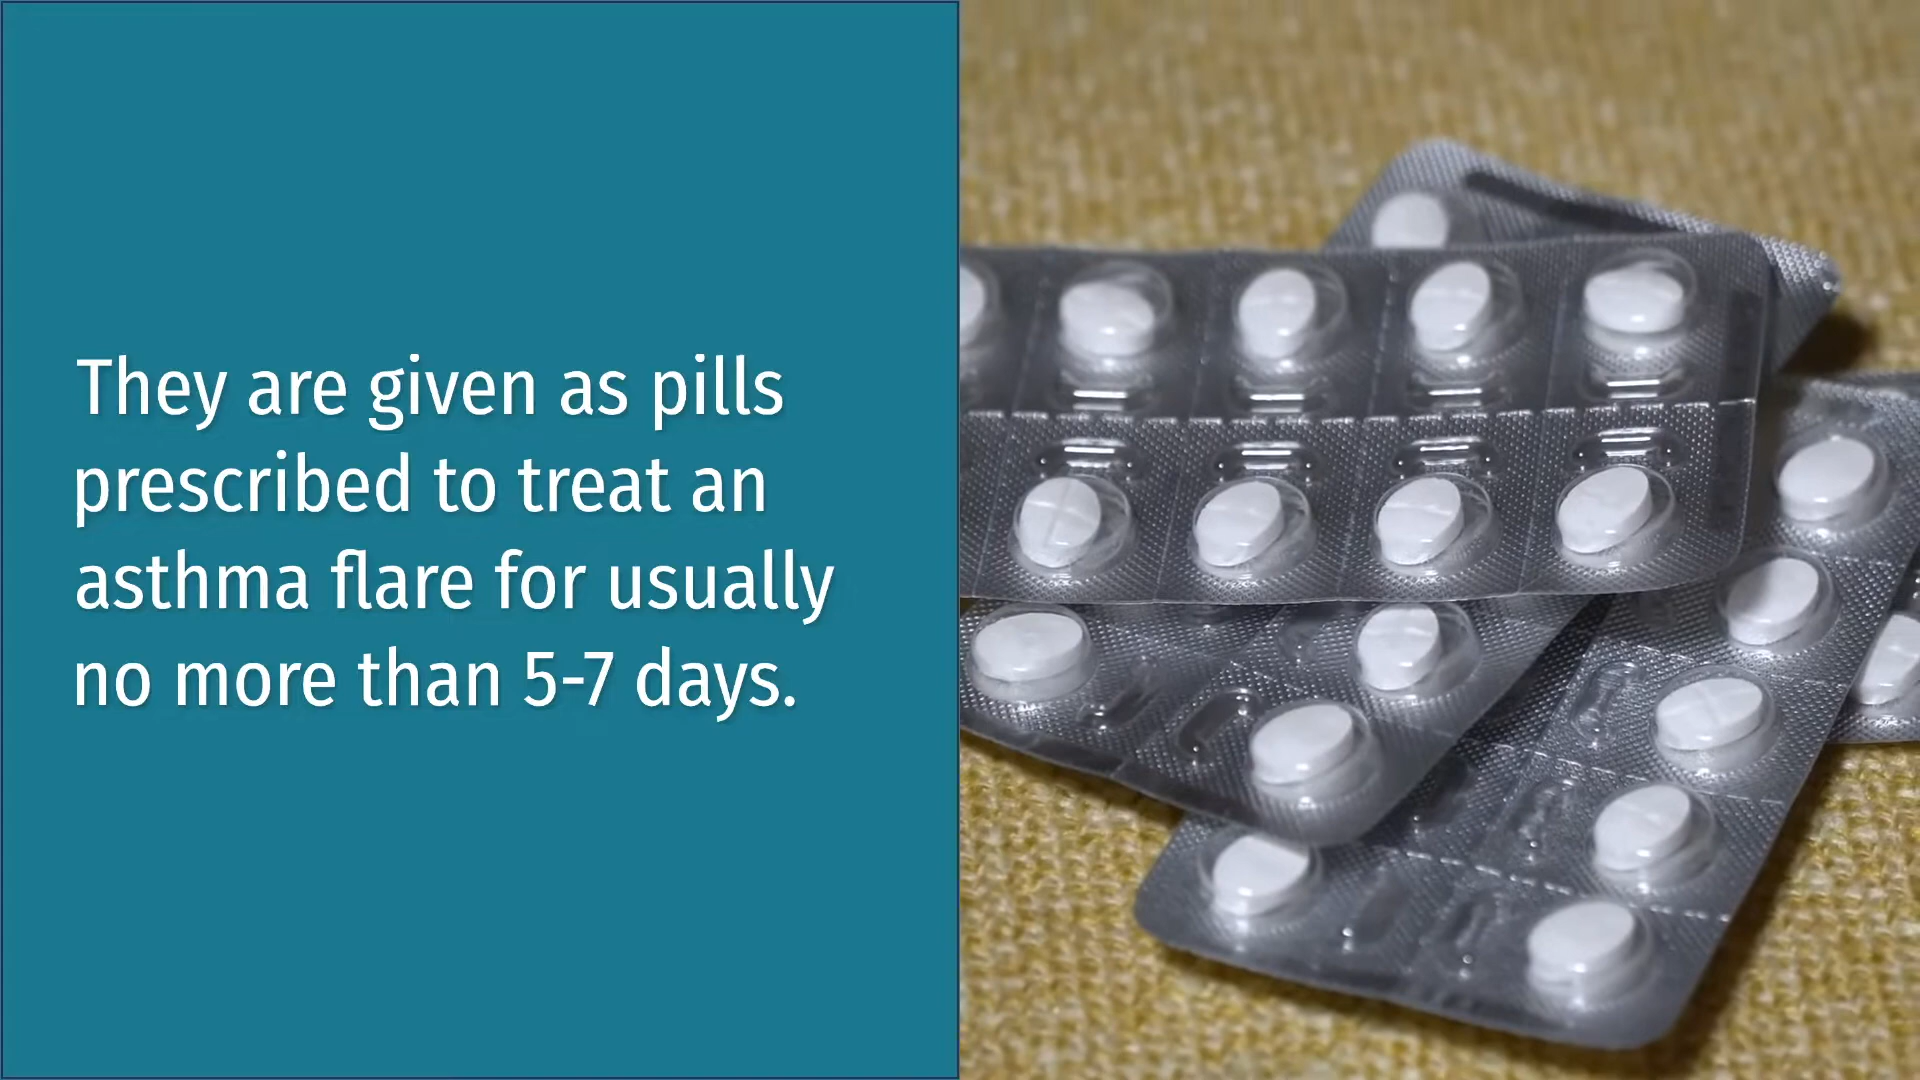 They are given as pills
prescribed to treat an
asthma flare for usually
no more than 5-7 days.